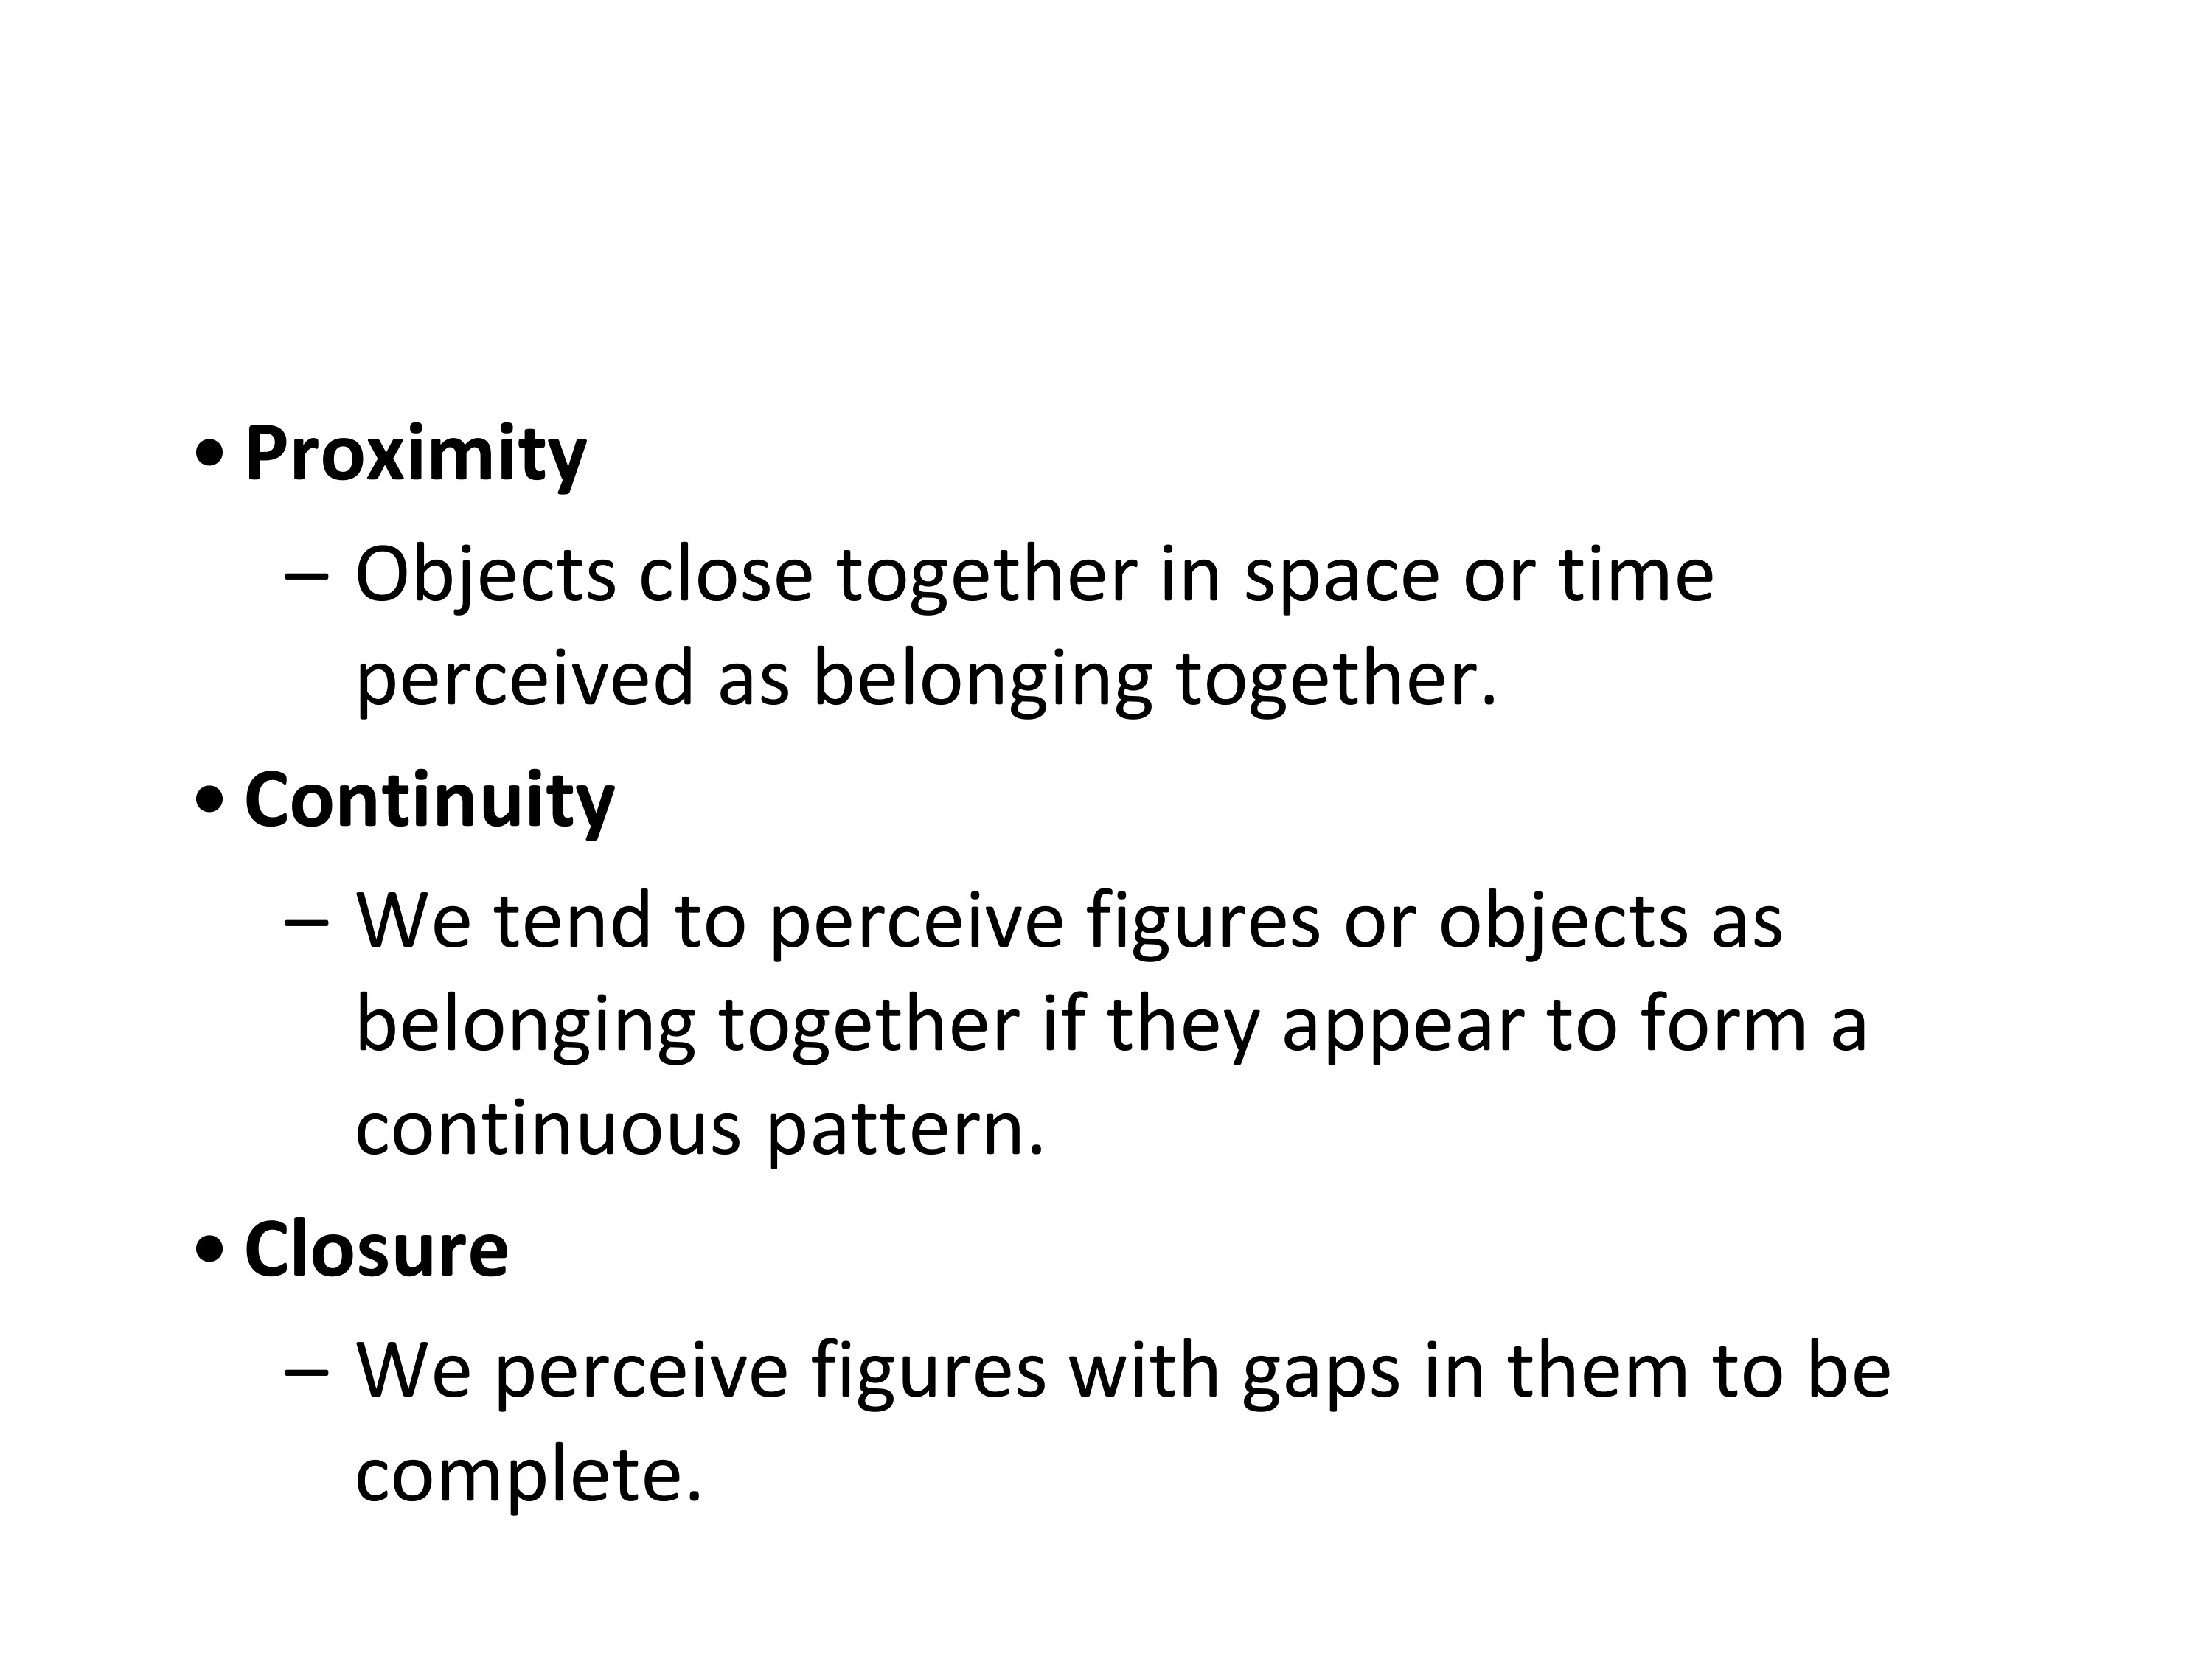 • Proximity
– Objects close together in space or time
perceived as belonging together.
• Continuity
– We tend to perceive figures or objects as
belonging together if they appear to form a
continuous pattern.
• Closure
– We perceive figures with gaps in them to be
complete.